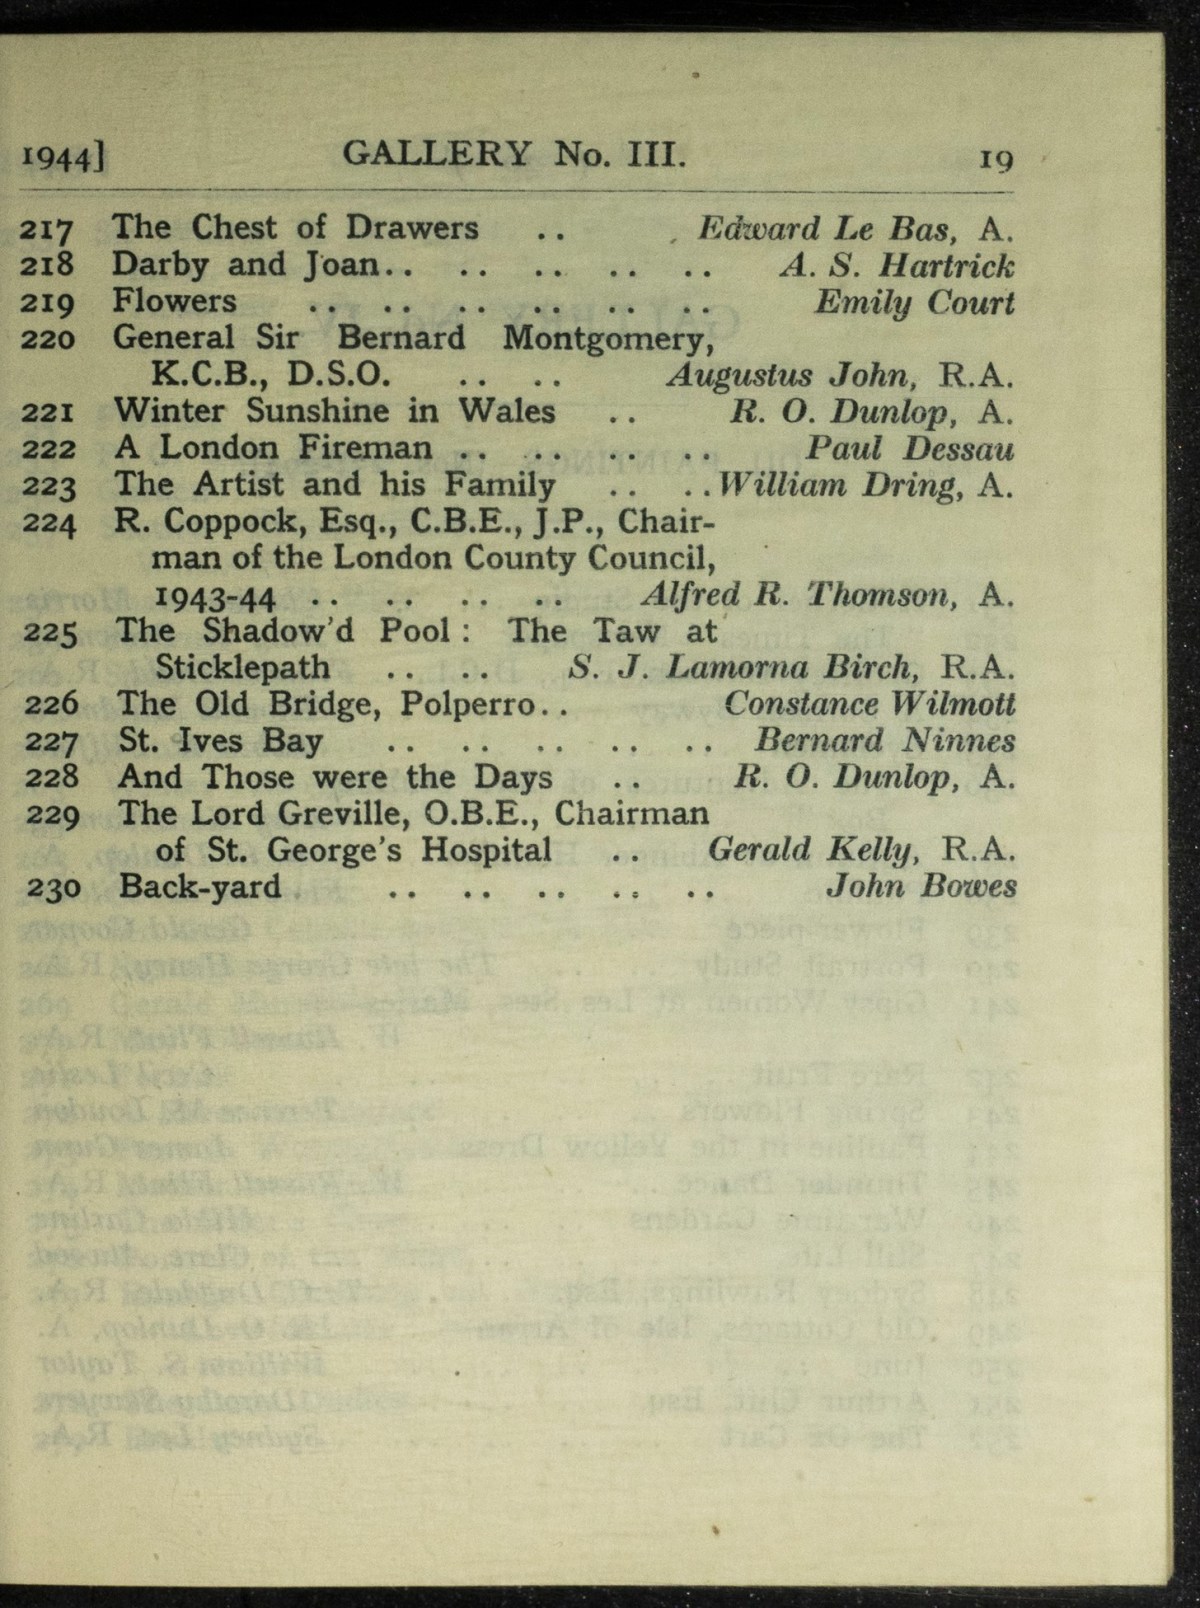 1944] GALLERY No. III. 19
217 The Chest of Drawers .. Edward Le Bas, A.
218 Darby and Joan.. .. .. .. .. A. S. Hartrick
219 Flowers .. .. .. .. .. .. Emily Court
220 General Sir Bernard Montgomery,
K.C.B., D.S.O. .. .. Augustus John, R.A.
221 Winter Sunshine in Wales .. R. O. Dunlop, A.
222 A London Fireman .. .. .. .. Paul Dessau
223 The Artist and his Family .. .. William Dring, A.
224 R. Coppock, Esq., C.B.E., J.P., Chair-
man of the London County Council,
1943-44 .. .. .. .. Alfred R. Thomson, A.
225 The Shadow'd Pool : The Taw at
Sticklepath .. .. S. J. Lamorna Birch, R.A.
226 The Old Bridge, Polperro.. Constance Wilmott
227 St. Ives Bay .. .. .. .. .. Bernard Ninnes
228 And Those were the Days .. R. O. Dunlop, A.
229 The Lord Greville, O.B.E., Chairman
of St. George's Hospital .. Gerald Kelly, R.A.
230 Back-yard .. .. .. .. .. John Bowes